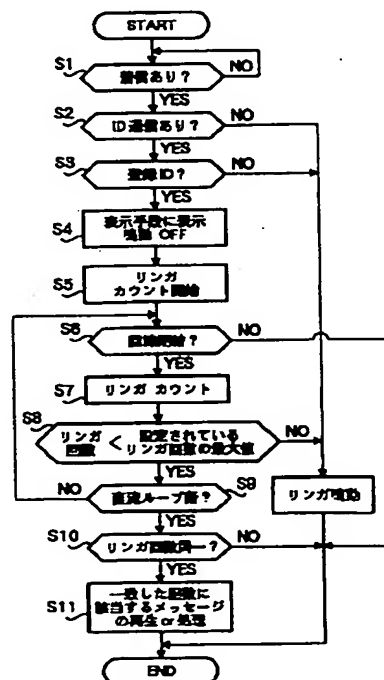 START
S1
着信あり?
NO
YES
S2
ID通信あり?
NO
YES
S3
登録ID?
NO
YES
S4
表示手段に表示
鳴動 OFF
S5
リンガ
カウント開始
S6
開始?
NO
YES
S7
リンガ カウント
S8
リンガ
回数
<
設定されている
リンガ回数の最大値
NO
YES
NO
直流ループ断?
S9
リンガ鳴動
YES
S10
リンガ回数同一?
NO
YES
S11
一致した回数に
該当するメッセージ
の再生 or 処理
END